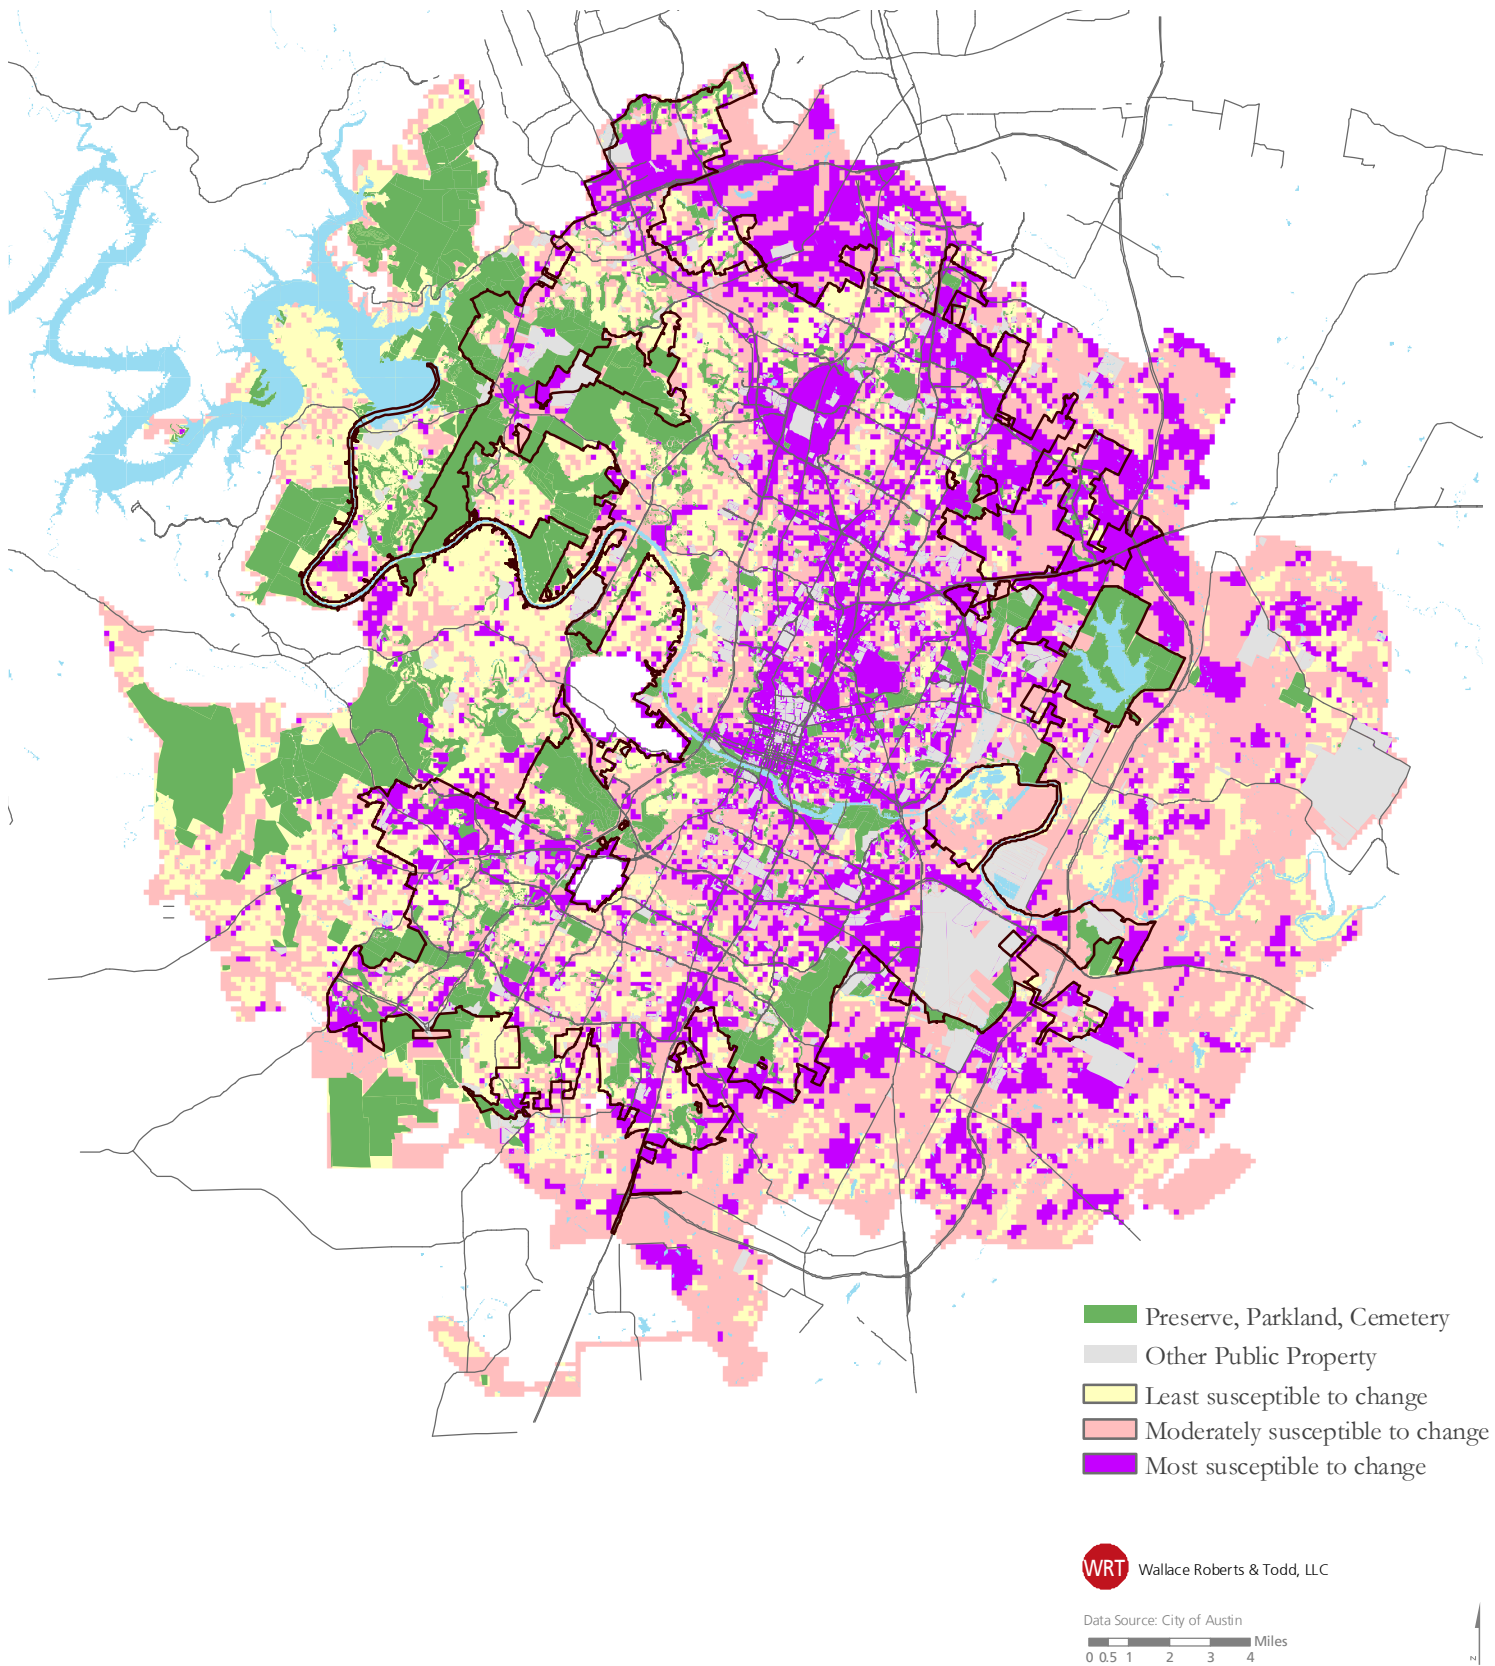 Preserve, Parkland, Cemetery
Other Public Property
Least susceptible to change
Moderately susceptible to change
Most susceptible to change
WRT Wallace Roberts & Todd, LLC
Data Source: City of Austin
Miles
0 0.5 1 2 3 4
N